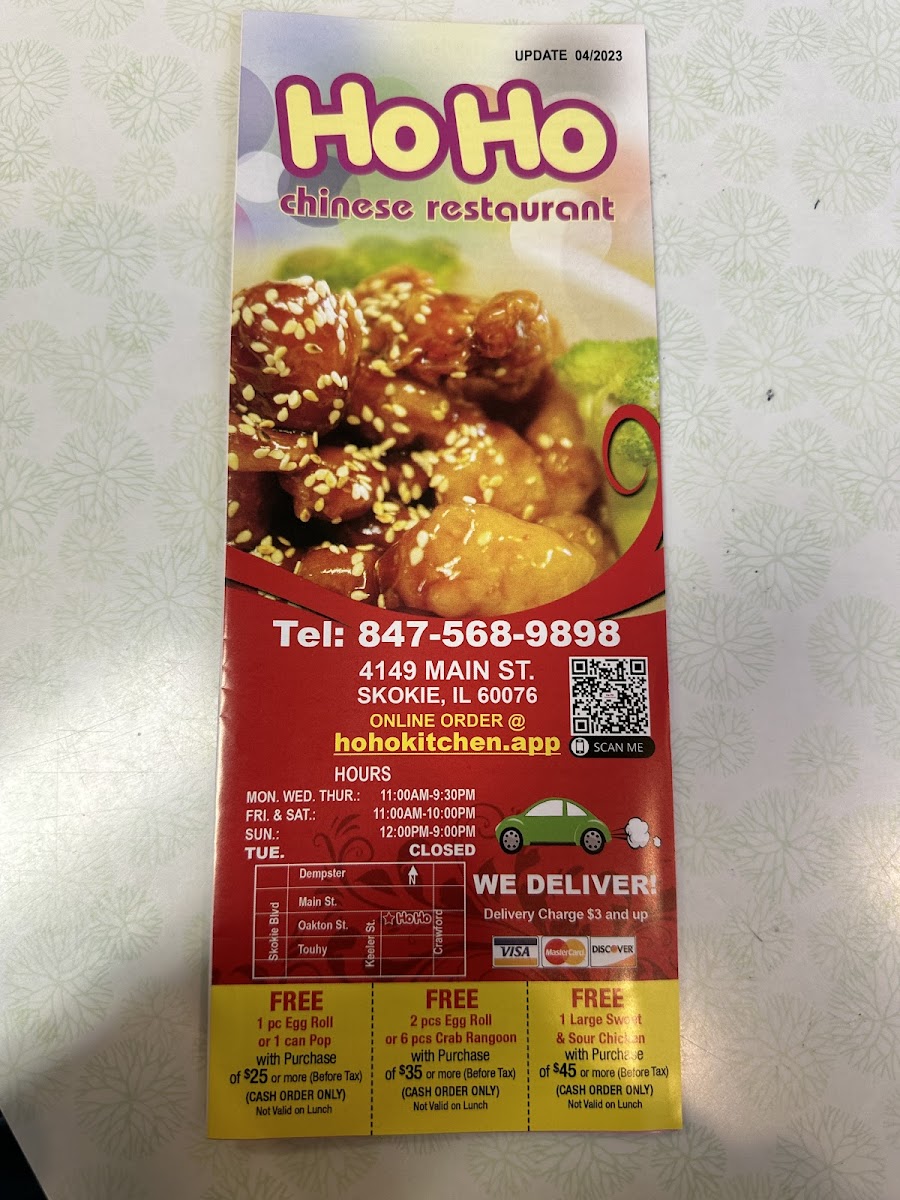 UPDATE 04/2023
HoHo
chinese restaurant
Tel: 847-568-9898
4149 MAIN ST.
SKOKIE, IL 60076
ONLINE ORDER @
hohokitchen.app
SCAN ME
HOURS
MON. WED. THUR.: 11:00AM-9:30PM
FRI. & SAT.: 11:00AM-10:00PM
SUN.: 12:00PM-9:00PM
TUE. CLOSED
Dempster
N
Main St.
Oakton St.
Touhy
Skokie Blvd
Keeler St.
HoHo
Crawford
WE DELIVER!
Delivery Charge $3 and up
VISA MasterCard DISCOVER
FREE
1 pc Egg Roll
or 1 can Pop
with Purchase
of $25 or more (Before Tax)
(CASH ORDER ONLY)
Not Valid on Lunch
FREE
2 pcs Egg Roll
or 6 pcs Crab Rangoon
with Purchase
of $35 or more (Before Tax)
(CASH ORDER ONLY)
Not Valid on Lunch
FREE
1 Large Sweet
& Sour Chicken
with Purchase
of $45 or more (Before Tax)
(CASH ORDER ONLY)
Not Valid on Lunch